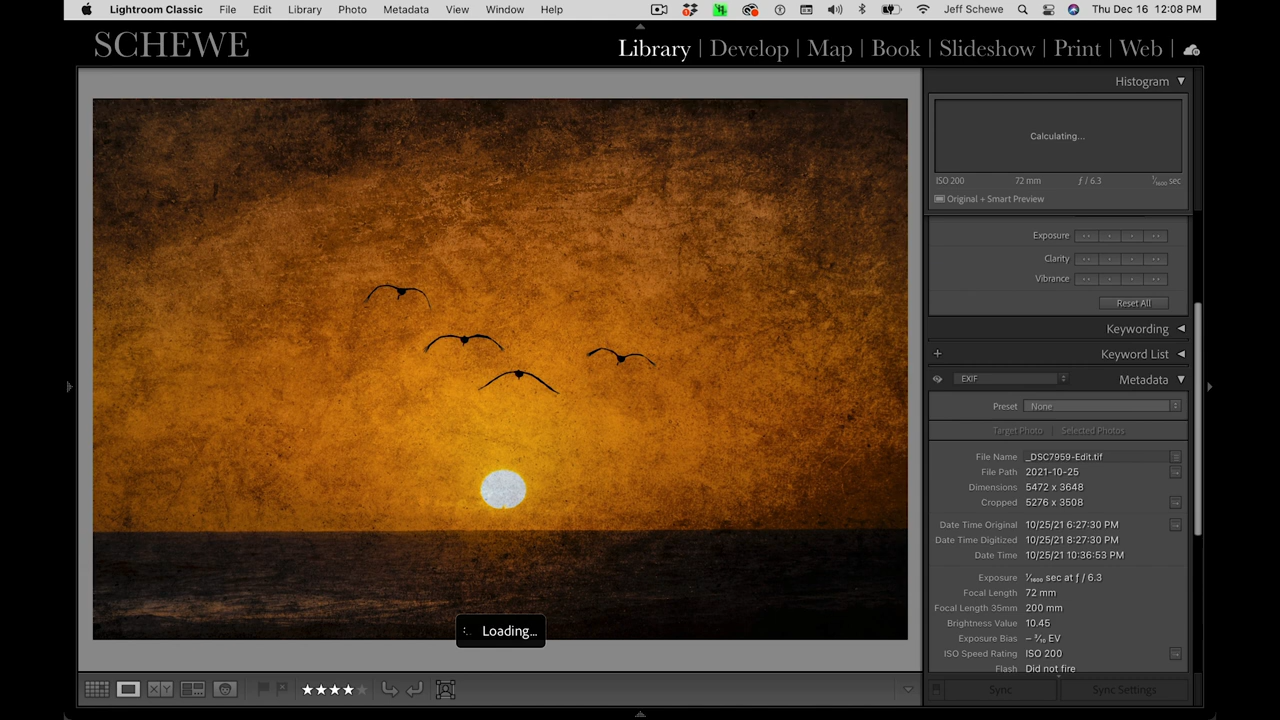 Lightroom Classic File Edit Library Photo Metadata View Window Help Jeff Schewe Thu Dec 16 12:08 PM
SCHEWE
Library | Develop | Map | Book | Slideshow | Print | Web |
Histogram
Calculating...
ISO 200 72 mm ƒ / 6.3 1/1600 sec
Original + Smart Preview
Exposure
Clarity
Vibrance
Reset All
Keywording
Keyword List
EXIF Metadata
Preset None
Target Photo Selected Photos
File Name _DSC7959-Edit.tif
File Path 2021-10-25
Dimensions 5472 x 3648
Cropped 5276 x 3508
Date Time Original 10/25/21 6:27:30 PM
Date Time Digitized 10/25/21 8:27:30 PM
Date Time 10/25/21 10:36:53 PM
Exposure 1/1600 sec at ƒ / 6.3
Focal Length 72 mm
Focal Length 35mm 200 mm
Brightness Value 10.45
Exposure Bias
ISO Speed Rating ISO 200
Flash Did not fire
Loading...
XY
Sync Sync Settings